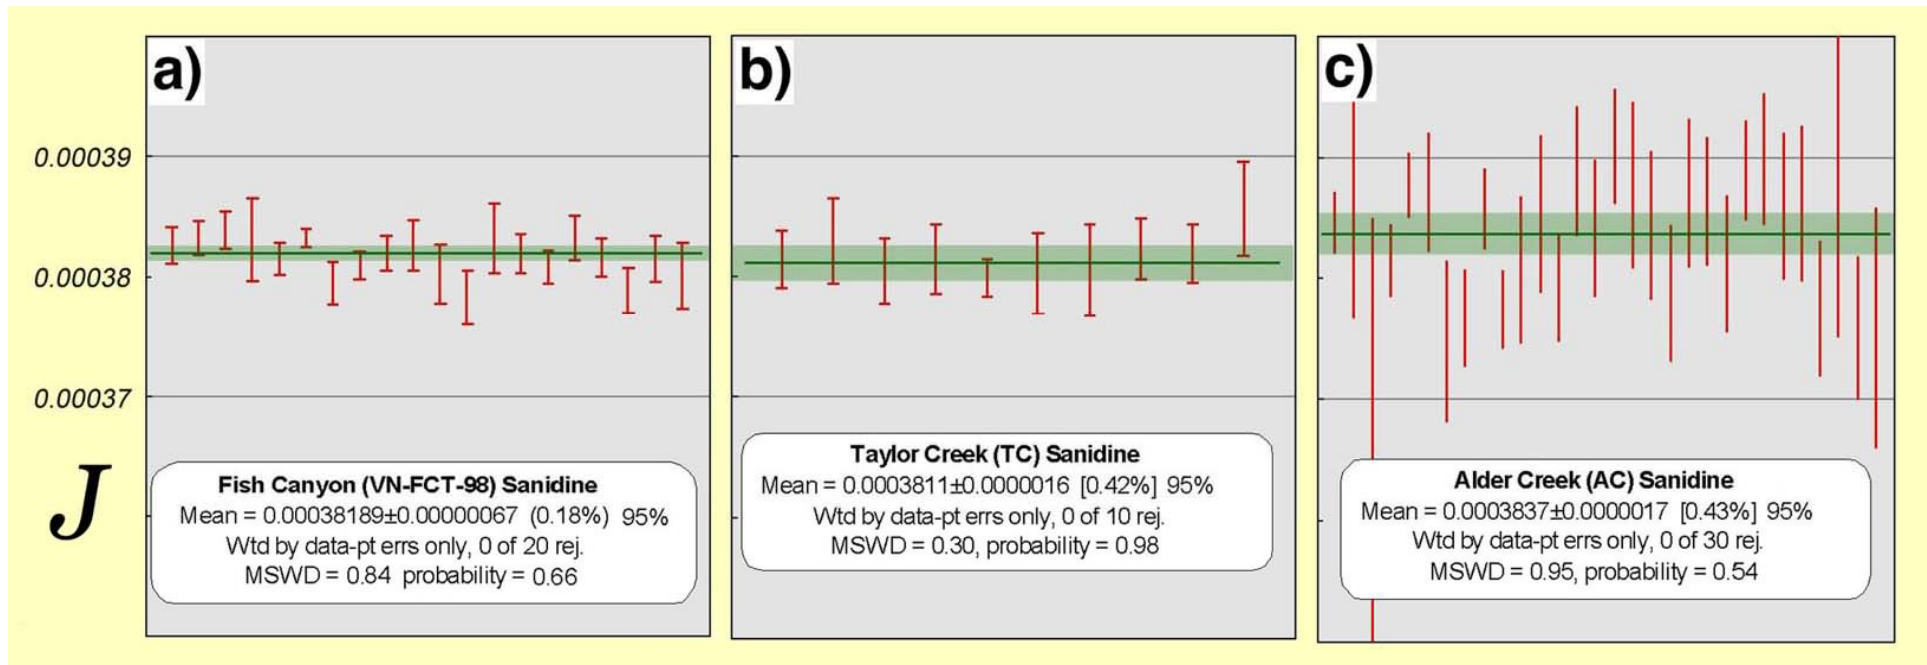 a)
b)
c)
0.00039
0.00038
0.00037
J
Fish Canyon (VN-FCT-98) Sanidine
Mean = 0.00038189±0.00000067 (0.18%) 95%
Wtd by data-pt errs only, 0 of 20 rej.
MSWD = 0.84 probability = 0.66
Taylor Creek (TC) Sanidine
Mean = 0.0003811±0.0000016 [0.42%] 95%
Wtd by data-pt errs only, 0 of 10 rej.
MSWD = 0.30, probability = 0.98
Alder Creek (AC) Sanidine
Mean = 0.0003837±0.0000017 [0.43%] 95%
Wtd by data-pt errs only, 0 of 30 rej.
MSWD = 0.95, probability = 0.54